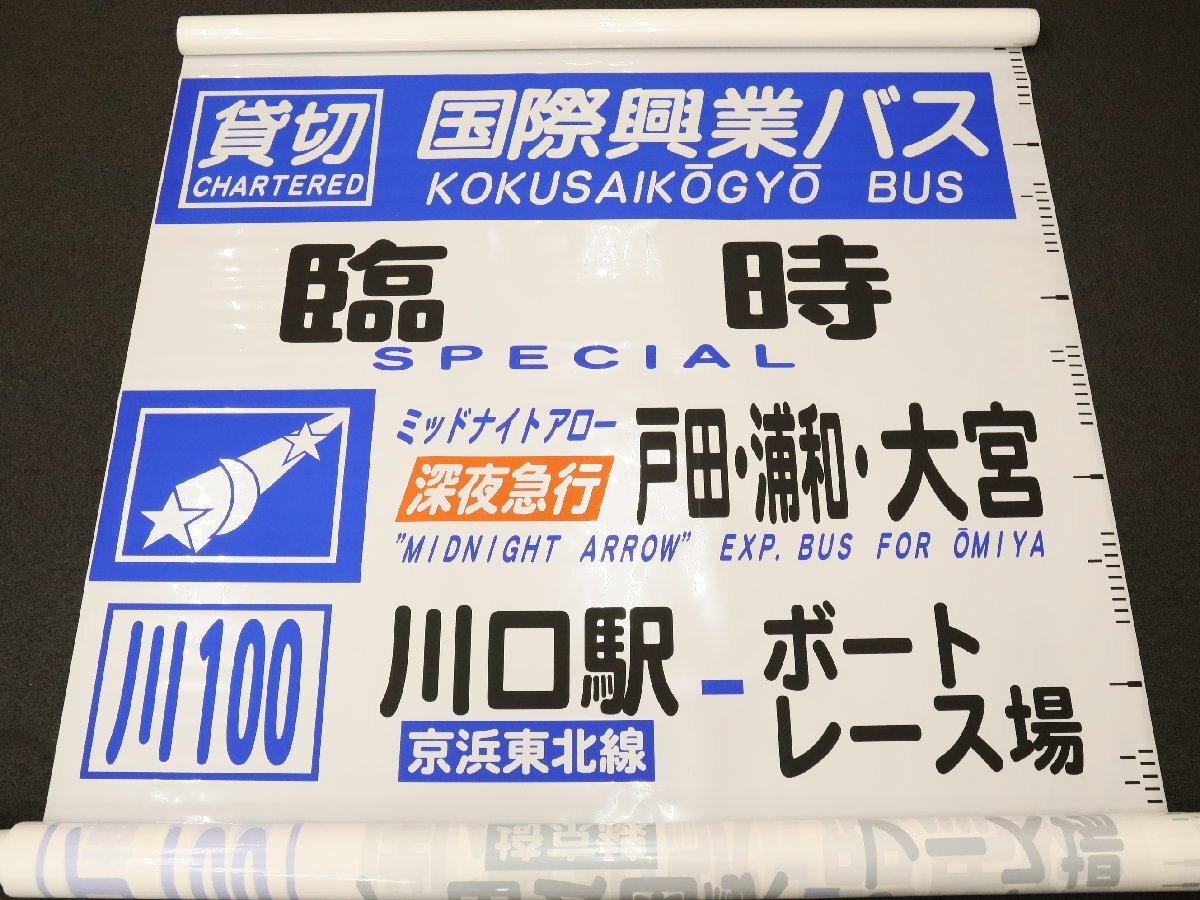 貸切
CHARTERED
国際興業バス
KOKUSAIKŌGYŌ BUS
臨時
SPECIAL
ミッドナイトアロー
深夜急行
戸田・浦和・大宮
"MIDNIGHT ARROW" EXP. BUS FOR ŌMIYA
川100
川口駅
京浜東北線
-
ボート
レース場